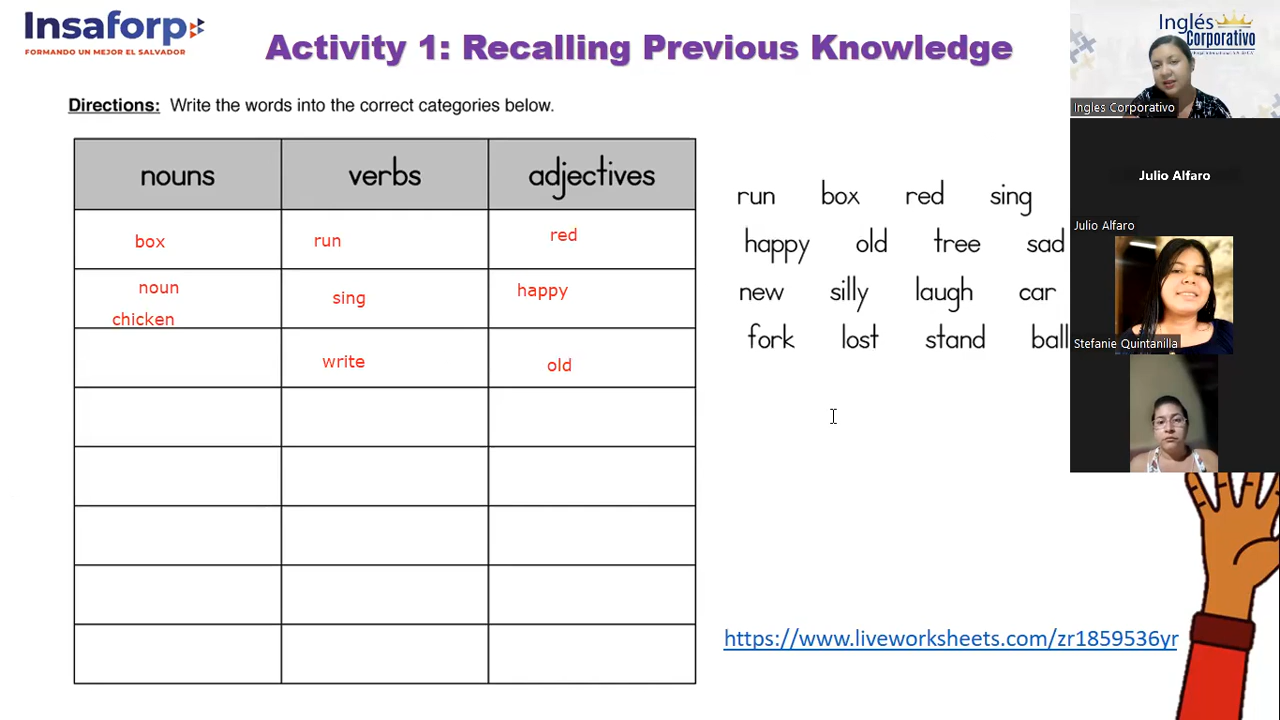 Insaforp
FORMANDO UN MEJOR EL SALVADOR
Activity 1: Recalling Previous Knowledge
Inglés
Corporativo
Ingles Corporativo
Directions: Write the words into the correct categories below.
nouns verbs adjectives
box run red
noun sing happy
chicken
write old
run box red sing
happy old tree sad
new silly laugh car
fork lost stand ball
Julio Alfaro
Julio Alfaro
Stefanie Quintanilla
https://www.liveworksheets.com/zr1859536yr